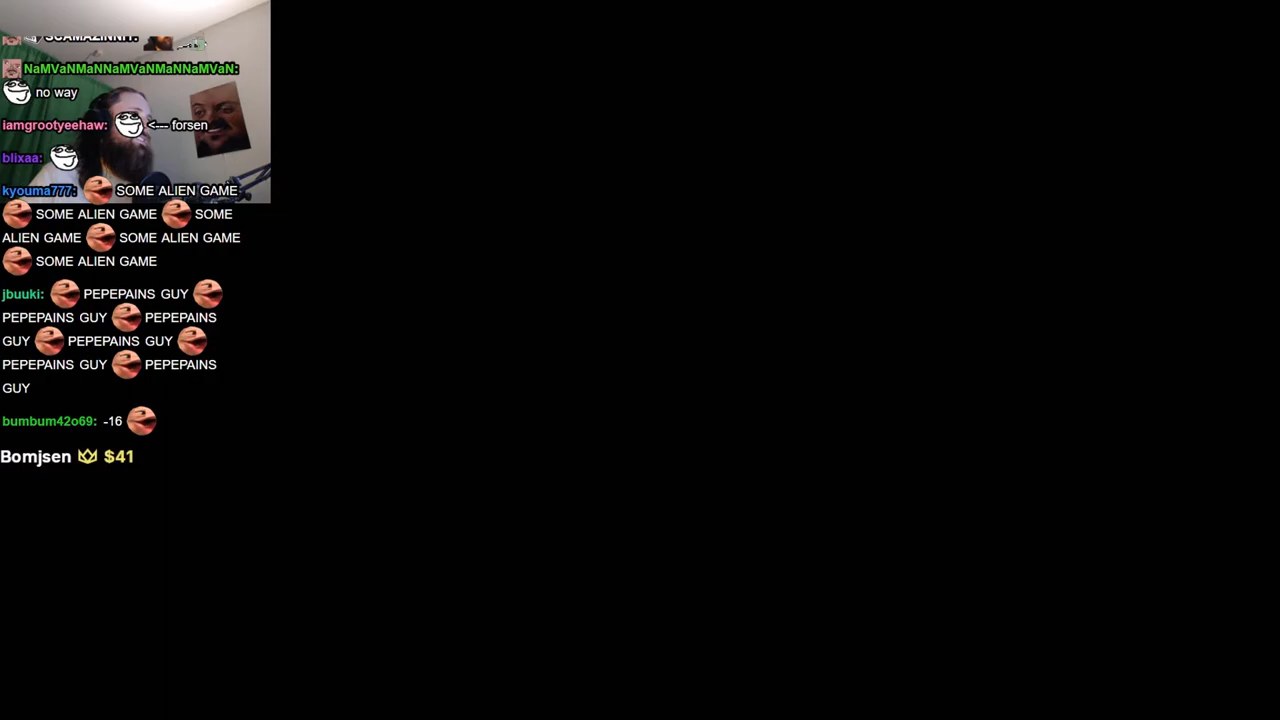 SCAMAZINNIT:
NaMVaNMaNNaMVaNMaNNaMVaN:
no way
iamgrootyeehaw: <--- forsen
blixaa:
kyouma777: SOME ALIEN GAME
SOME ALIEN GAME SOME
ALIEN GAME SOME ALIEN GAME
SOME ALIEN GAME
jbuuki: PEPEPAINS GUY
PEPEPAINS GUY PEPEPAINS
GUY PEPEPAINS GUY
PEPEPAINS GUY PEPEPAINS
GUY
bumbum42o69: -16
Bomjsen $41